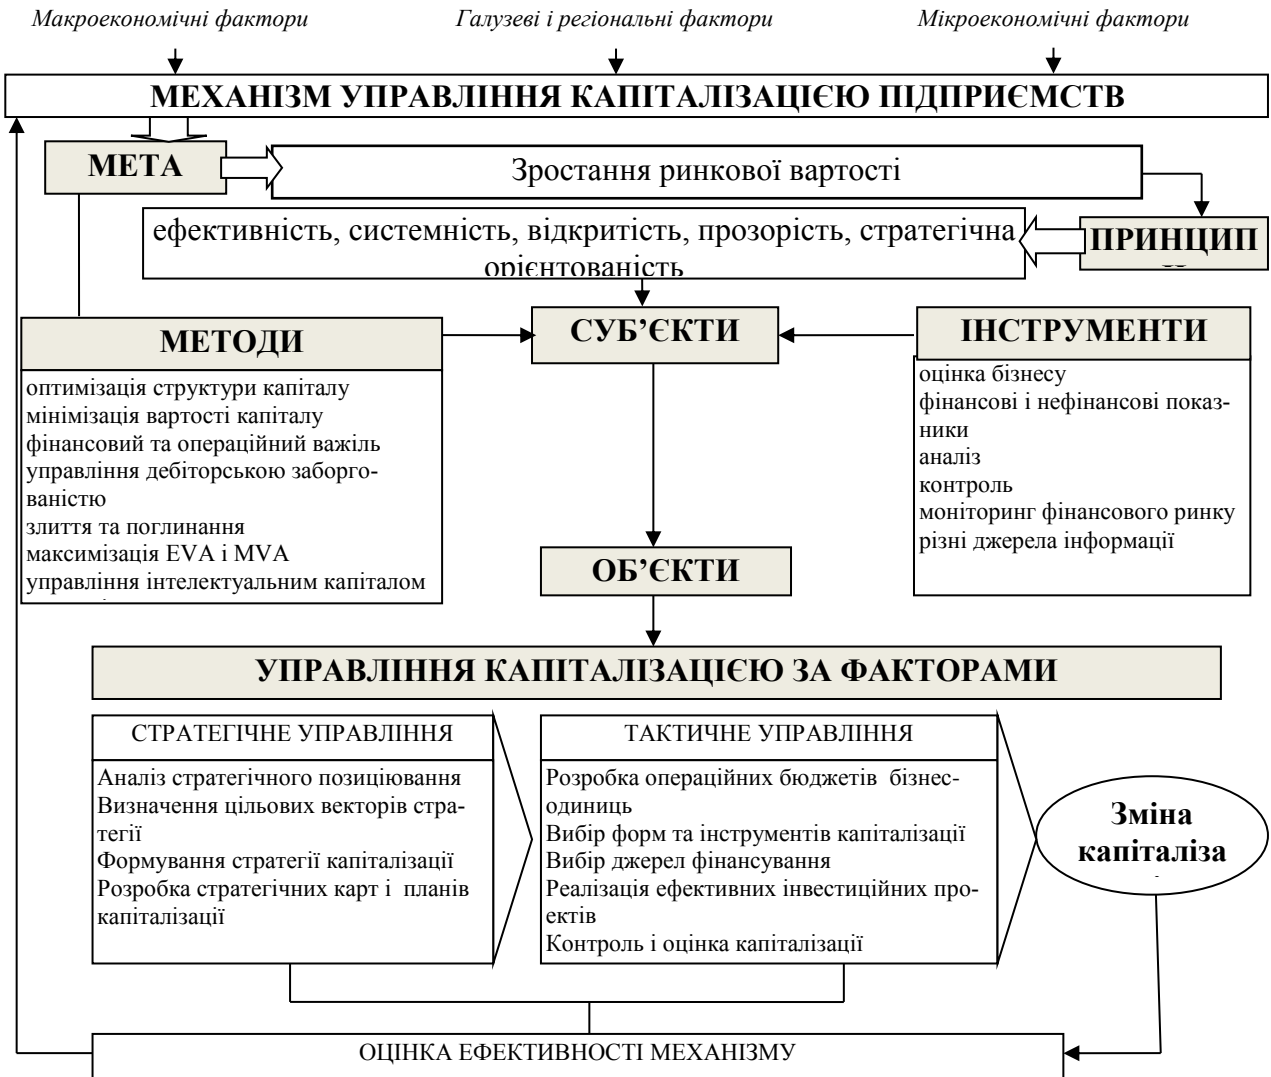 Макроекономічні фактори
Галузеві і регіональні фактори
Мікроекономічні фактори
МЕХАНІЗМ УПРАВЛІННЯ КАПІТАЛІЗАЦІЄЮ ПІДПРИЄМСТВ
МЕТА
Зростання ринкової вартості
ефективність, системність, відкритість, прозорість, стратегічна
орієнтованість
ПРИНЦИП
МЕТОДИ
оптимізація структури капіталу
мінімізація вартості капіталу
фінансовий та операційний важіль
управління дебіторською заборго-
ваністю
злиття та поглинання
максимізація EVA і MVA
управління інтелектуальним капіталом
СУБ’ЄКТИ
ІНСТРУМЕНТИ
оцінка бізнесу
фінансові і нефінансові показ-
ники
аналіз
контроль
моніторинг фінансового ринку
різні джерела інформації
ОБ’ЄКТИ
УПРАВЛІННЯ КАПІТАЛІЗАЦІЄЮ ЗА ФАКТОРАМИ
СТРАТЕГІЧНЕ УПРАВЛІННЯ
Аналіз стратегічного позиціювання
Визначення цільових векторів стра-
тегії
Формування стратегії капіталізації
Розробка стратегічних карт і планів
капіталізації
ТАКТИЧНЕ УПРАВЛІННЯ
Розробка операційних бюджетів бізнес-
одиниць
Вибір форм та інструментів капіталізації
Вибір джерел фінансування
Реалізація ефективних інвестиційних про-
ектів
Контроль і оцінка капіталізації
Зміна
капіталіза
ОЦІНКА ЕФЕКТИВНОСТІ МЕХАНІЗМУ